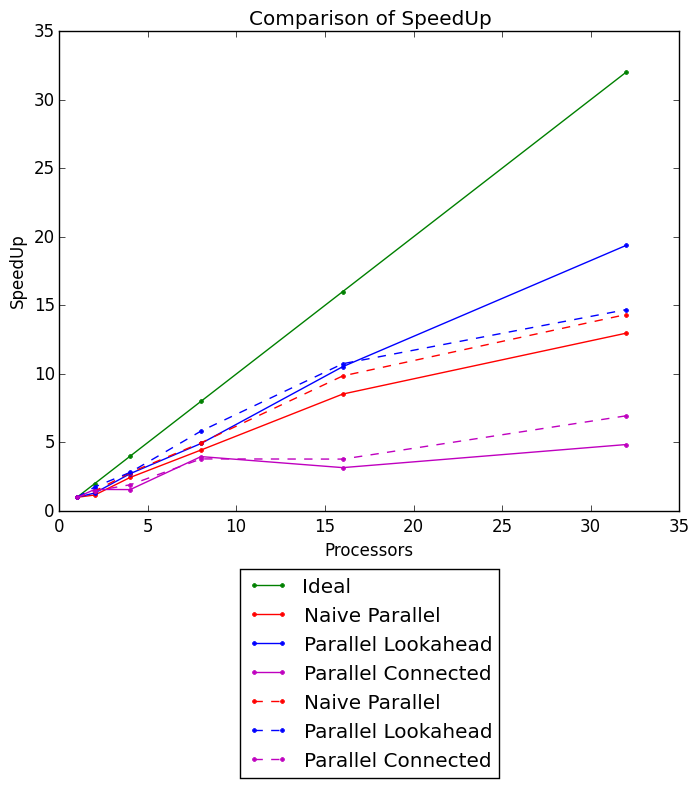 Comparison of SpeedUp
35
30
25
20
15
10
5
0
SpeedUp
0 5 10 15 20 25 30 35
Processors
Ideal
Naive Parallel
Parallel Lookahead
Parallel Connected
Naive Parallel
Parallel Lookahead
Parallel Connected